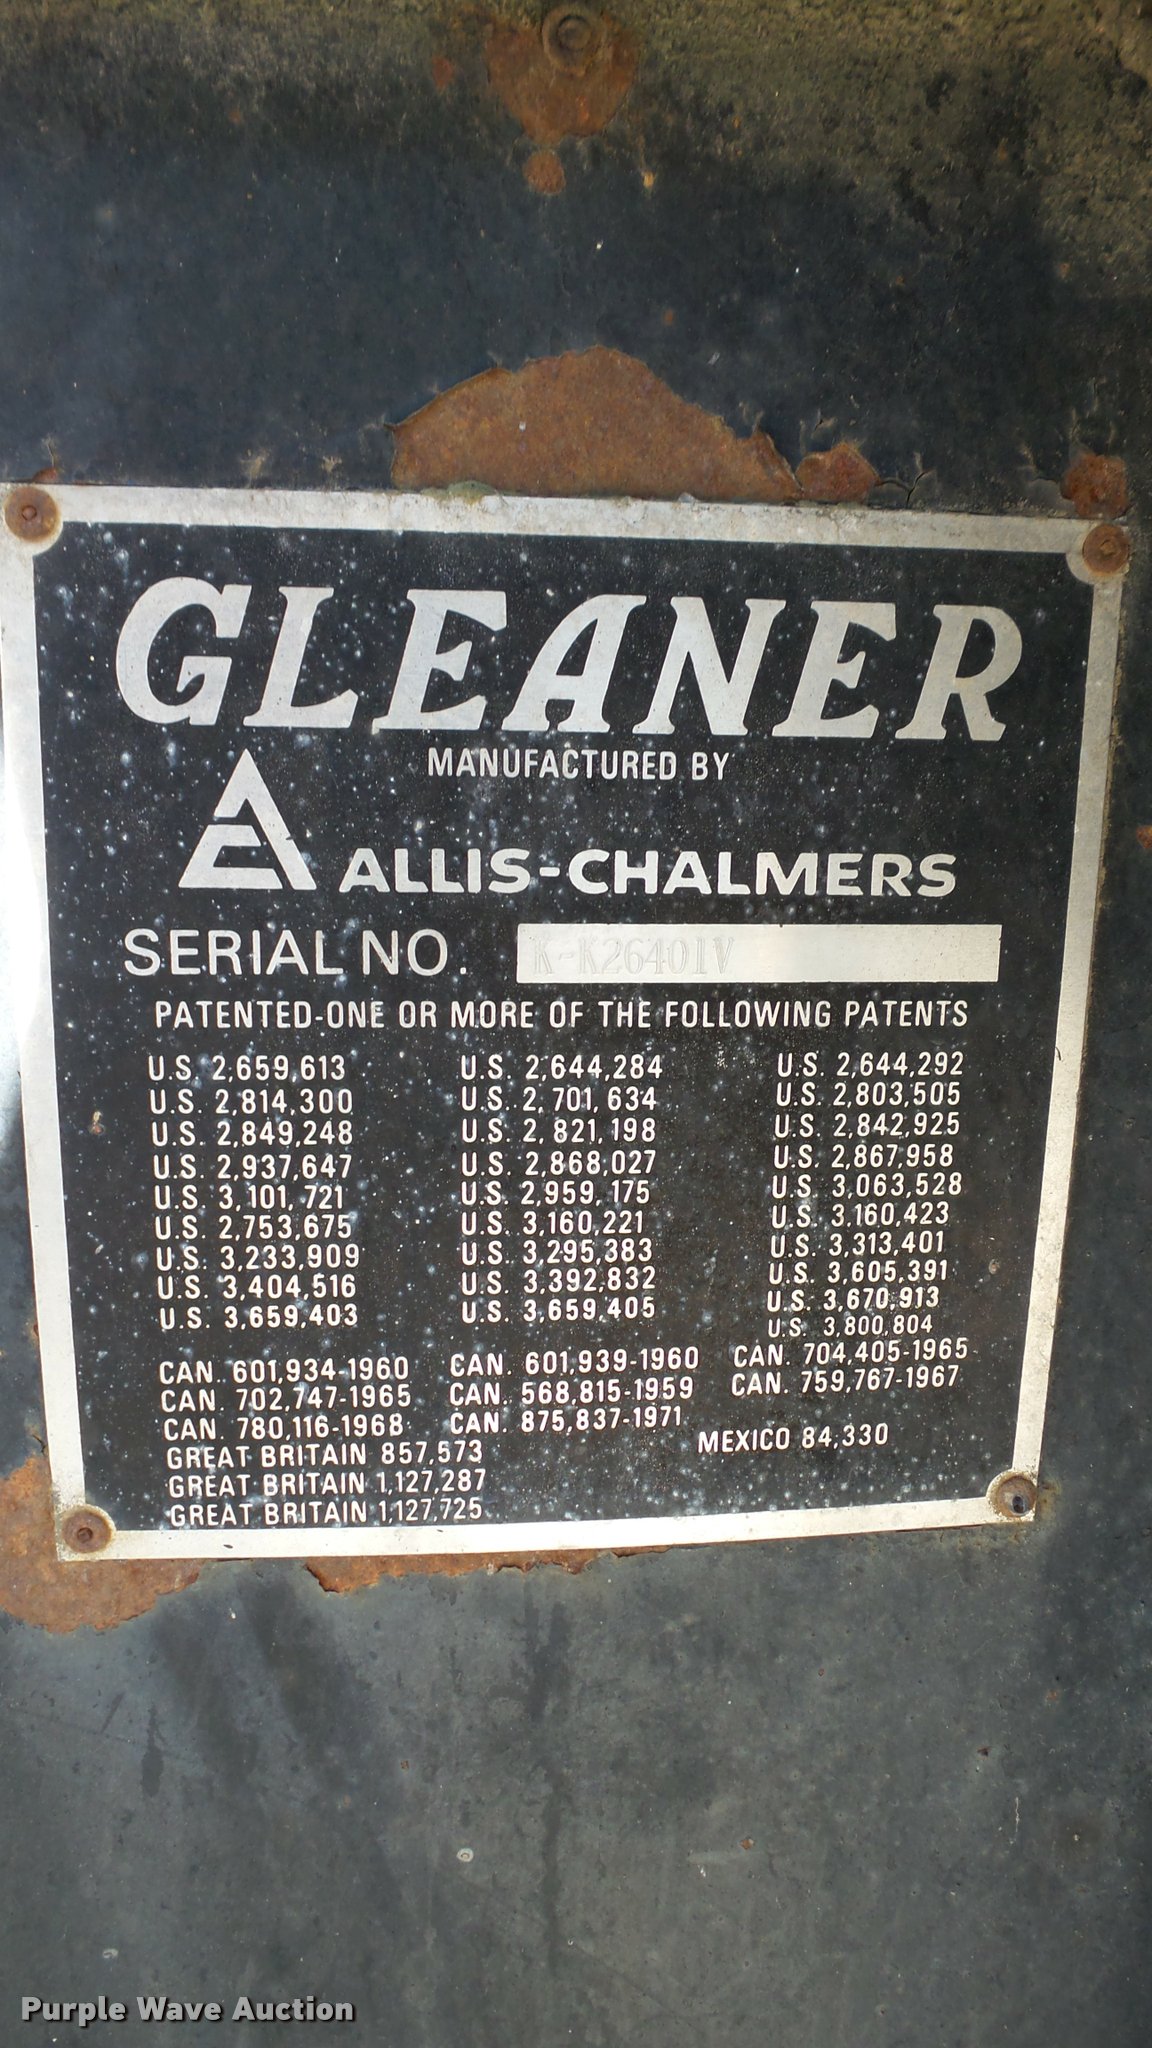 GLEANER
MANUFACTURED BY
ALLIS-CHALMERS
SERIAL NO. K-K26401V
PATENTED-ONE OR MORE OF THE FOLLOWING PATENTS
U.S. 2,659,613 U.S. 2,644,284 U.S. 2,644,292
U.S. 2,814,300 U.S. 2,701,634 U.S. 2,803,505
U.S. 2,849,248 U.S. 2,821,198 U.S. 2,842,925
U.S. 2,937,647 U.S. 2,868,027 U.S. 2,867,958
U.S. 3,101,721 U.S. 2,959,175 U.S. 3,063,528
U.S. 2,753,675 U.S. 3,160,221 U.S. 3,160,423
U.S. 3,233,909 U.S. 3,295,383 U.S. 3,313,401
U.S. 3,404,516 U.S. 3,392,832 U.S. 3,605,391
U.S. 3,659,403 U.S. 3,659,405 U.S. 3,670,913
U.S. 3,800,804
CAN. 601,934-1960 CAN. 601,939-1960 CAN. 704,405-1965
CAN. 702,747-1965 CAN. 568,815-1959 CAN. 759,767-1967
CAN. 780,116-1968 CAN. 875,837-1971
GREAT BRITAIN 857,573 MEXICO 84,330
GREAT BRITAIN 1,127,287
GREAT BRITAIN 1,127,725
Purple Wave Auction